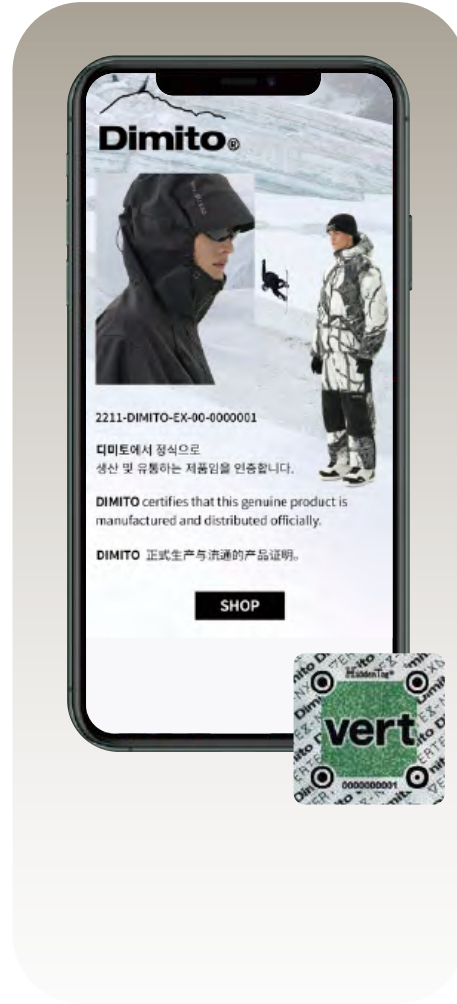 Dimito®
2211-DIMITO-EX-00-0000001
디미토에서 정식으로
생산 및 유통하는 제품임을 인증합니다.
DIMITO certifies that this genuine product is
manufactured and distributed officially.
DIMITO 正式生产与流通的产品证明。
SHOP
HiddenTag®
vert
0000000001